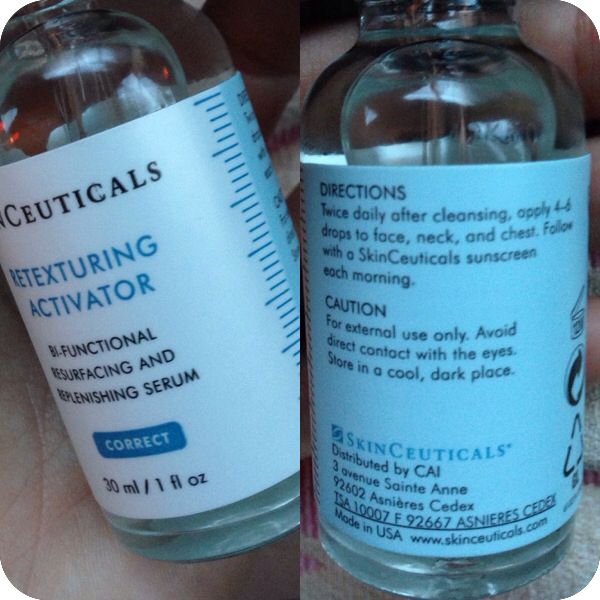 NCEUTICALS
RETEXTURING
ACTIVATOR
BI-FUNCTIONAL
RESURFACING AND
REPLENISHING SERUM
CORRECT
30 ml / 1 fl oz
DIRECTIONS
Twice daily after cleansing, apply 4-6
drops to face, neck, and chest. Follow
with a SkinCeuticals sunscreen
each morning.
CAUTION
For external use only. Avoid
direct contact with the eyes.
Store in a cool, dark place.
SKINCEUTICALS®
Distributed by CAI
3 avenue Sainte Anne
92602 Asnières Cedex
TSA 10007 F 92667 ASNIERES CEDEX
Made in USA www.skinceuticals.com
12M